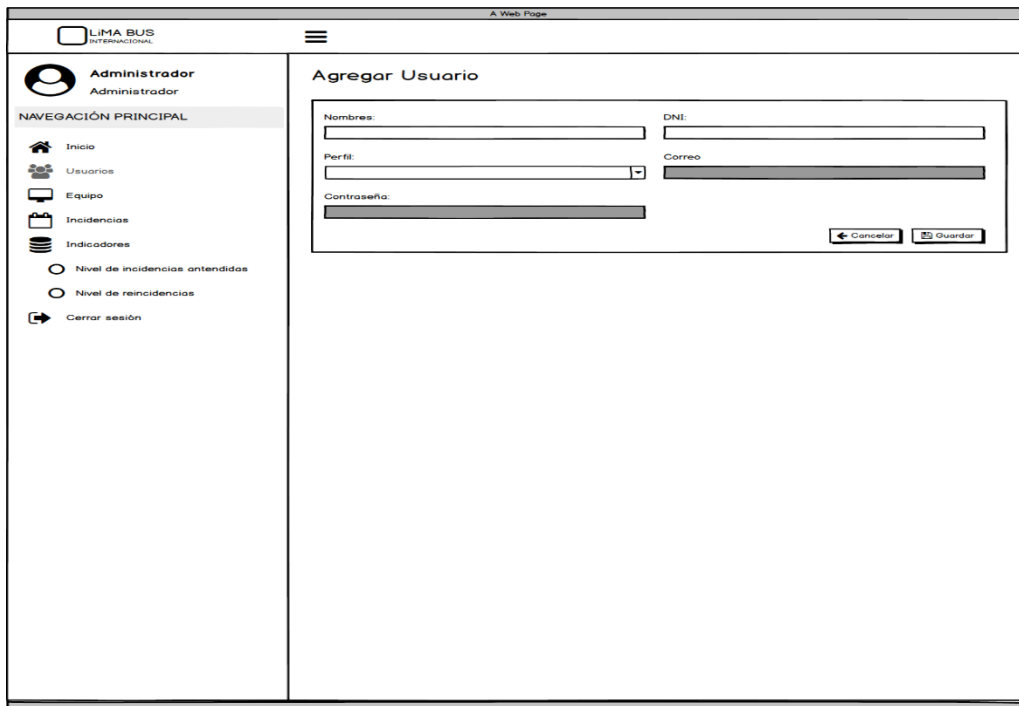 A Web Page
LiMA BUS
INTERNACIONAL
Administrador
Administrador
NAVEGACIÓN PRINCIPAL
Inicio
Usuarios
Equipo
Incidencias
Indicadores
Nivel de incidencias antendidas
Nivel de reincidencias
Cerrar sesión
Agregar Usuario
Nombres:
DNI:
Perfil:
Correo
Contraseña:
Cancelar
Guardar